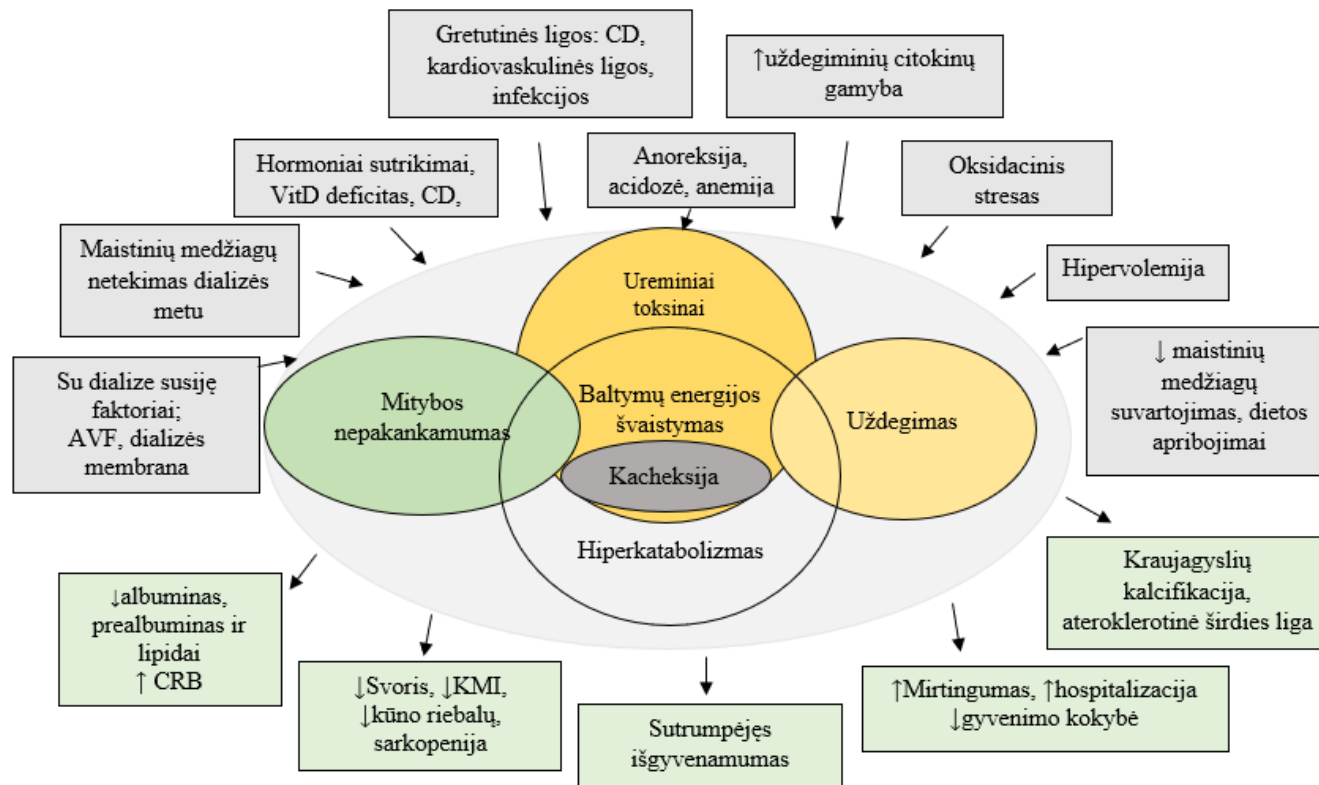 Gretutinės ligos: CD,
kardiovaskulinės ligos,
infekcijos
↑uždegiminių citokinų
gamyba
Hormoniai sutrikimai,
VitD deficitas, CD,
Anoreksija,
acidozė, anemija
Oksidacinis
stresas
Maistinių medžiagų
netekimas dializės
metu
Hipervolemija
Su dialize susiję
faktoriai;
AVF, dializės
membrana
↓ maistinių
medžiagų
suvartojimas, dietos
apribojimai
Ureminiai
toksinai
Mitybos
nepakankamumas
Baltymų energijos
švaistymas
Uždegimas
Kacheksija
Hiperkatabolizmas
↓albuminas,
prealbuminas ir
lipidai
↑ CRB
↓Svoris, ↓KMI,
↓kūno riebalų,
sarkopenija
Sutrumpėjęs
išgyvenamumas
↑Mirtingumas, ↑hospitalizacija
↓gyvenimo kokybė
Kraujagyslių
kalcifikacija,
ateroklerotinė širdies liga